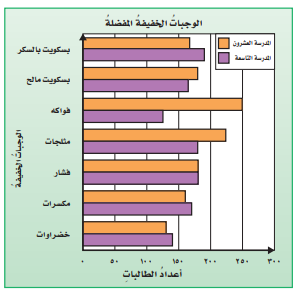 الوجبات الخفيفة المفضلة
المدرسة العشرون
المدرسة التاسعة
بسكويت بالسكر
بسكويت مالح
فواكه
مثلجات
فشار
مكسرات
خضراوات
الوجبات الخفيفة
٠ ٥٠ ١٠٠ ١٥٠ ٢٠٠ ٢٥٠ ٣٠٠
أعداد الطالبات